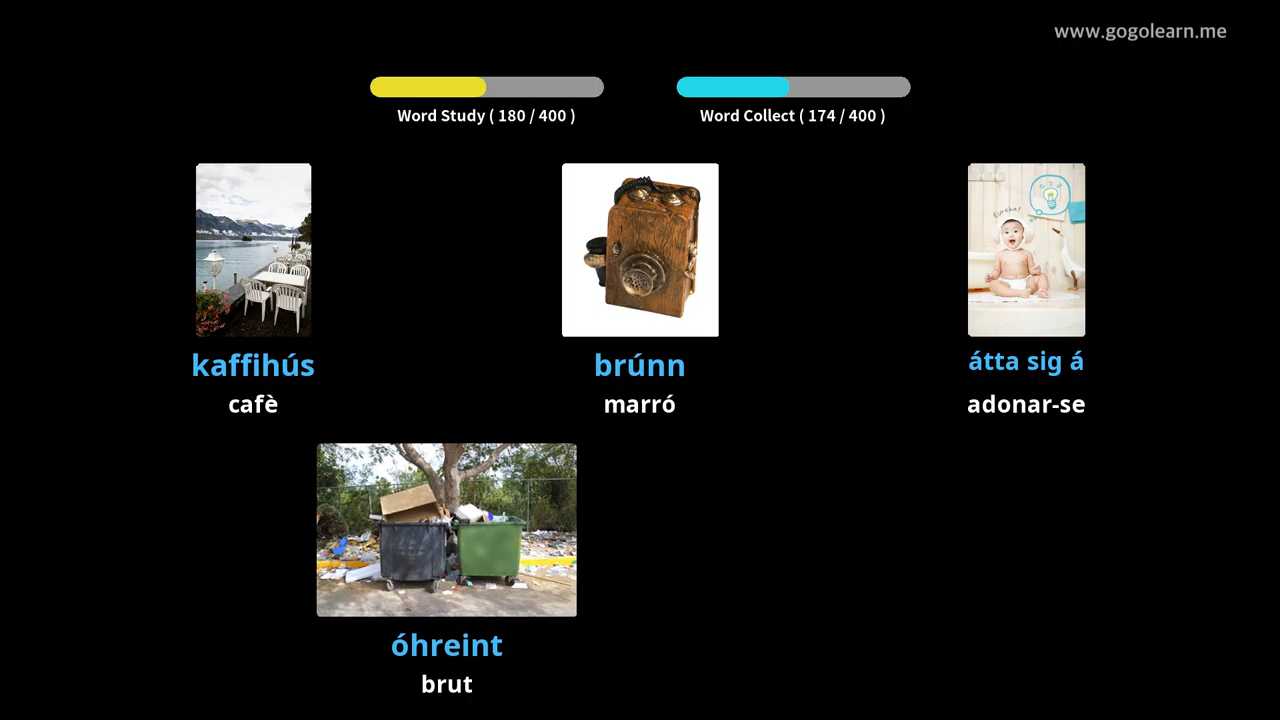 www.gogolearn.me
Word Study ( 180 / 400 )
Word Collect ( 174 / 400 )
Eureka!
kaffihús
brúnn
átta sig á
cafè
marró
adonar-se
óhreint
brut